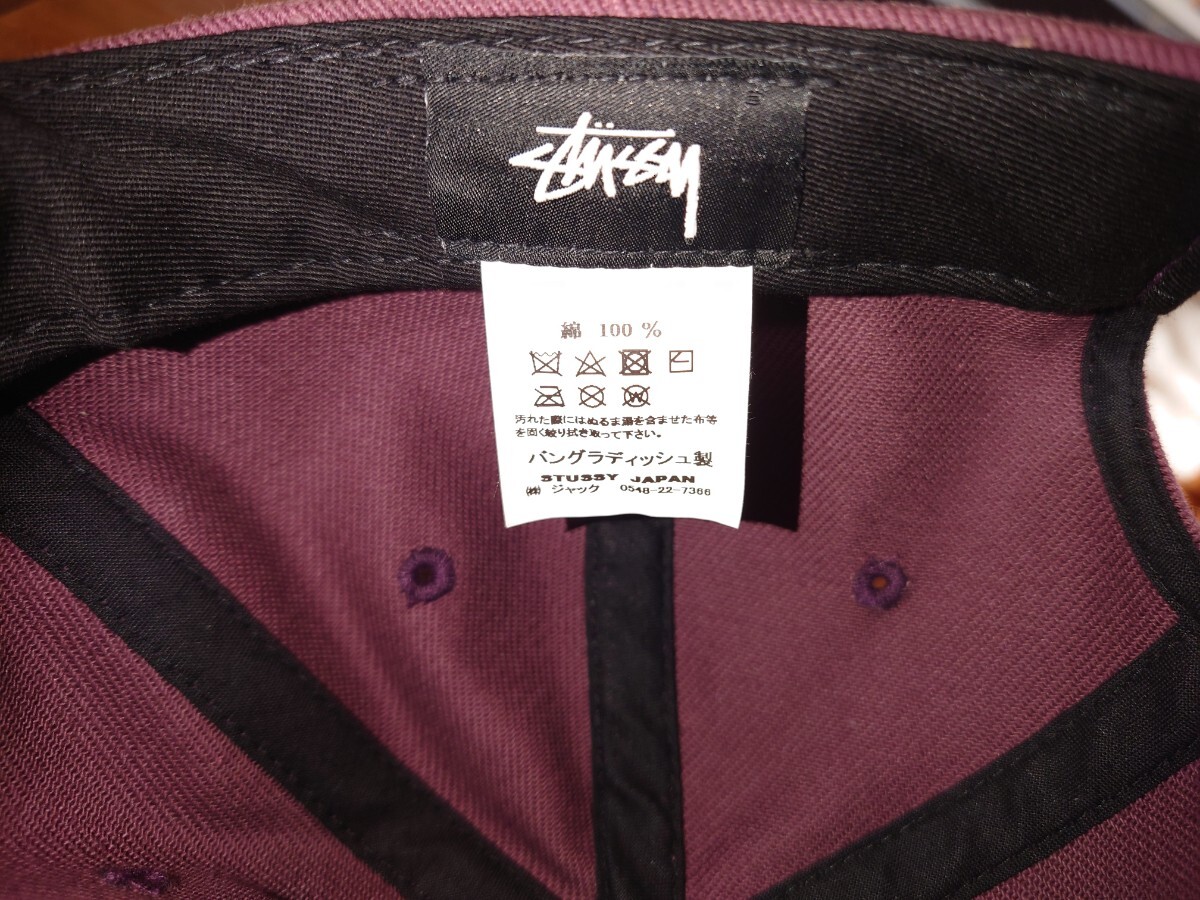 STÜSSY
綿 100 %
汚れた際にはぬるま湯を含ませた布等
を固く絞り拭き取って下さい。
バングラディッシュ製
STUSSY JAPAN
㈱ ジャック 0548-22-7366